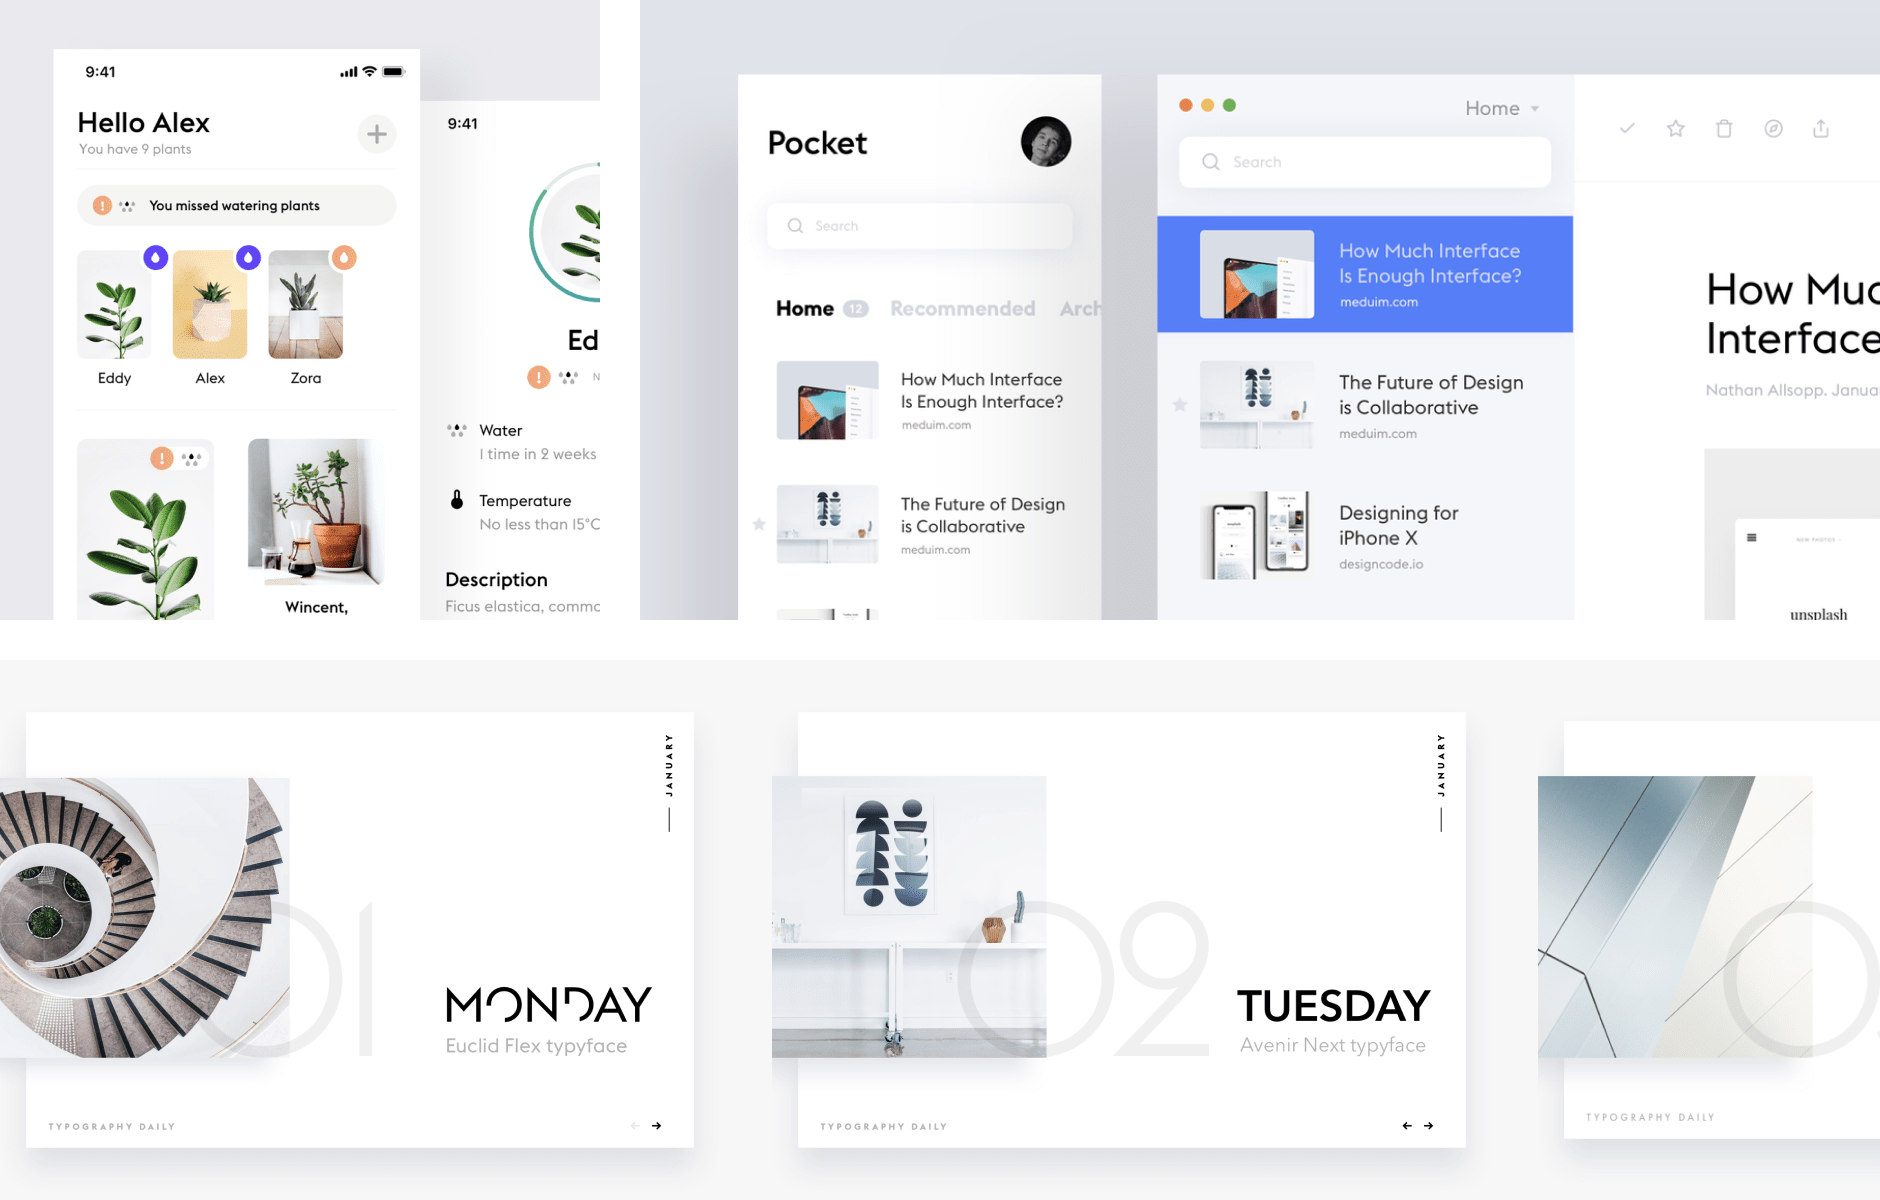 9:41
Hello Alex
You have 9 plants
You missed watering plants
Eddy
Alex
Zora
Wincent,
9:41
Ed
N
Water
1 time in 2 weeks
Temperature
No less than 15°C
Description
Ficus elastica, commo
Pocket
Search
Home 12 Recommended Arch
How Much Interface
Is Enough Interface?
meduim.com
The Future of Design
is Collaborative
meduim.com
Home
Search
How Much Interface
Is Enough Interface?
meduim.com
The Future of Design
is Collaborative
meduim.com
Designing for
iPhone X
designcode.io
How Muc
Interface
Nathan Allsopp. Janua
NEW PHOTOS
unsplash
JANUARY
01
MONDAY
Euclid Flex typyface
TYPOGRAPHY DAILY
JANUARY
02
TUESDAY
Avenir Next typyface
TYPOGRAPHY DAILY
0
TYPOGRAPHY DAILY